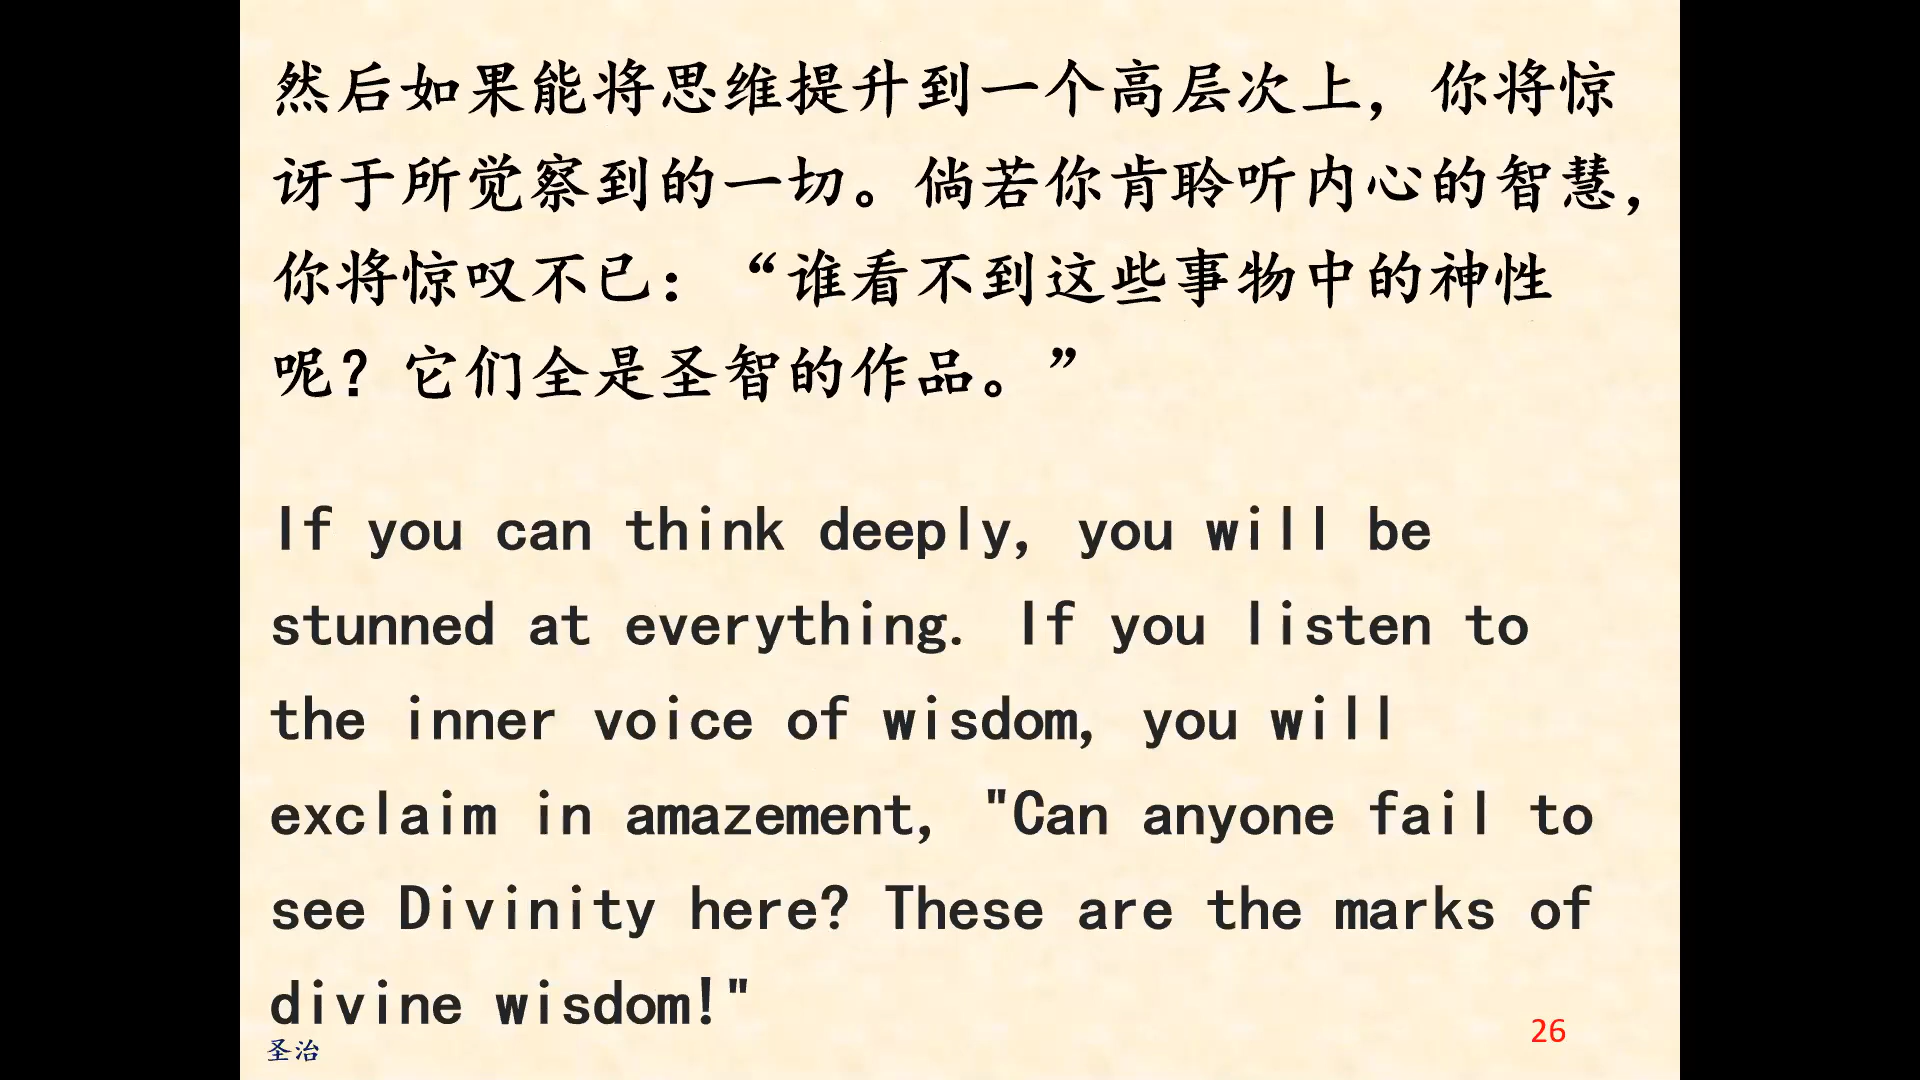 然后如果能将思维提升到一个高层次上，你将惊
讶于所觉察到的一切。倘若你肯聆听内心的智慧，
你将惊叹不已：“谁看不到这些事物中的神性
呢？它们全是圣智的作品。”
If you can think deeply, you will be
stunned at everything. If you listen to
the inner voice of wisdom, you will
exclaim in amazement, "Can anyone fail to
see Divinity here? These are the marks of
divine wisdom!"
圣治
26